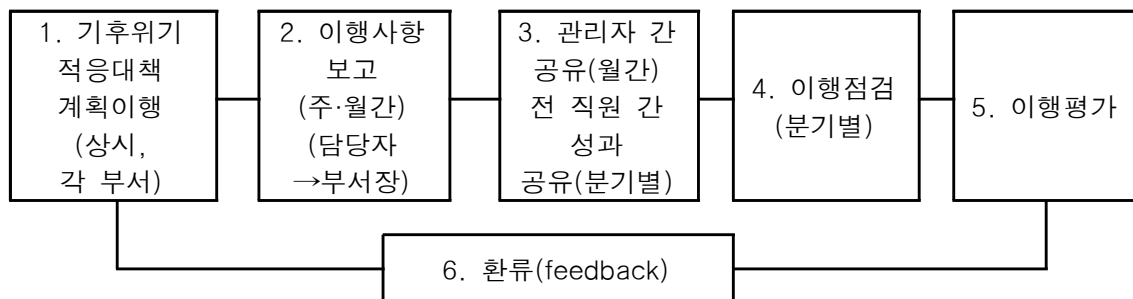 1. 기후위기
적응대책
계획이행
(상시,
각 부서)
2. 이행사항
보고
(주·월간)
(담당자
→부서장)
3. 관리자 간
공유(월간)
전 직원 간
성과
공유(분기별)
4. 이행점검
(분기별)
5. 이행평가
6. 환류(feedback)